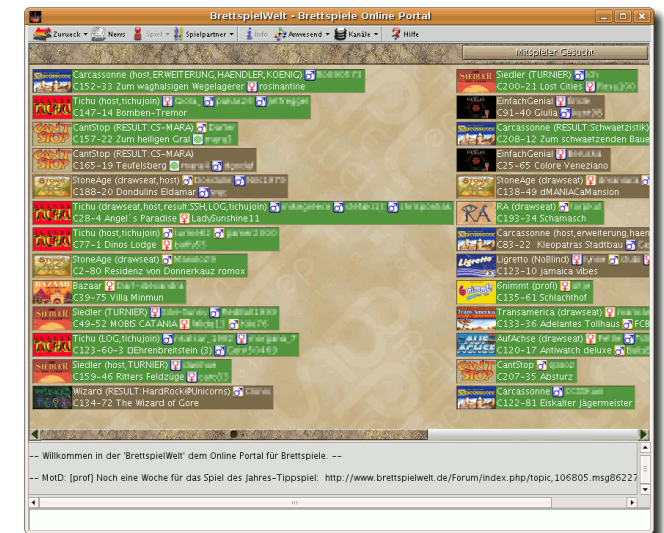 BrettspielWelt - Brettspiele Online Portal
Zurueck News Spiel Spielpartner Info Anwesend Kanäle Hilfe
Mitspieler Gesucht
Carcassonne (host,ERWEITERUNG,HAENDLER,KOENIG)
C152-33 Zum waghalsigen Wegelagerer rosinantine
Tichu (host,tichujoin)
C147-14 Bomben-Tremor
CantStop (RESULT:CS-MARA)
C157-22 Zum heiligen Gral
CantStop (RESULT:CS-MARA)
C165-19 Teufelsberg
StoneAge (drawseat,host)
C188-20 Dondulins Eldamar
Tichu (drawseat,host,result:SSH,LOG,tichujoin)
C28-4 Angel´s Paradise LadySunshine11
Tichu (host,tichujoin)
C77-1 Dinos Lodge
StoneAge (drawseat)
C2-80 Residenz von Donnerkauz romox
Bazaar
C39-75 Villa Minmun
Siedler (TURNIER)
C49-52 MOBIS CATANIA
Tichu (LOG,tichujoin)
C123-60-3 DEhrenbreitstein (3)
Siedler (host,TURNIER)
C159-46 Ritters Feldzüge
Wizard (RESULT:HardRock@Unicorns)
C134-72 The Wizard of Gore
Siedler (TURNIER)
C200-21 Lost Cities
EinfachGenial
C91-40 Giulia
Carcassonne (RESULT:Schwaetzistik)
C208-12 Zum schwaetzenden Baue
EinfachGenial
C25-65 Colore Veneziano
StoneAge (drawseat)
C138-49 dMANIACaMansion
RA (drawseat)
C193-34 Schamasch
Carcassonne (host,erweiterung,haen
C83-22 Kleopatras Stadtbau
Ligretto (NoBlind)
C123-10 jamaica vibes
6nimmt (profi)
C135-61 Schlachthof
Transamerica (drawseat)
C133-36 Adelantes Tollhaus FCB
AufAchse (drawseat)
C120-17 Antiwatch deluxe
CantStop
C207-35 Absturz
Carcassonne
C122-81 Eiskalter Jägermeister
-- Willkommen in der 'BrettspielWelt' dem Online Portal für Brettspiele. --
-- MotD: [prof] Noch eine Woche für das Spiel des Jahres-Tippspiel: http://www.brettspielwelt.de/Forum/index.php/topic,106805.msg86227